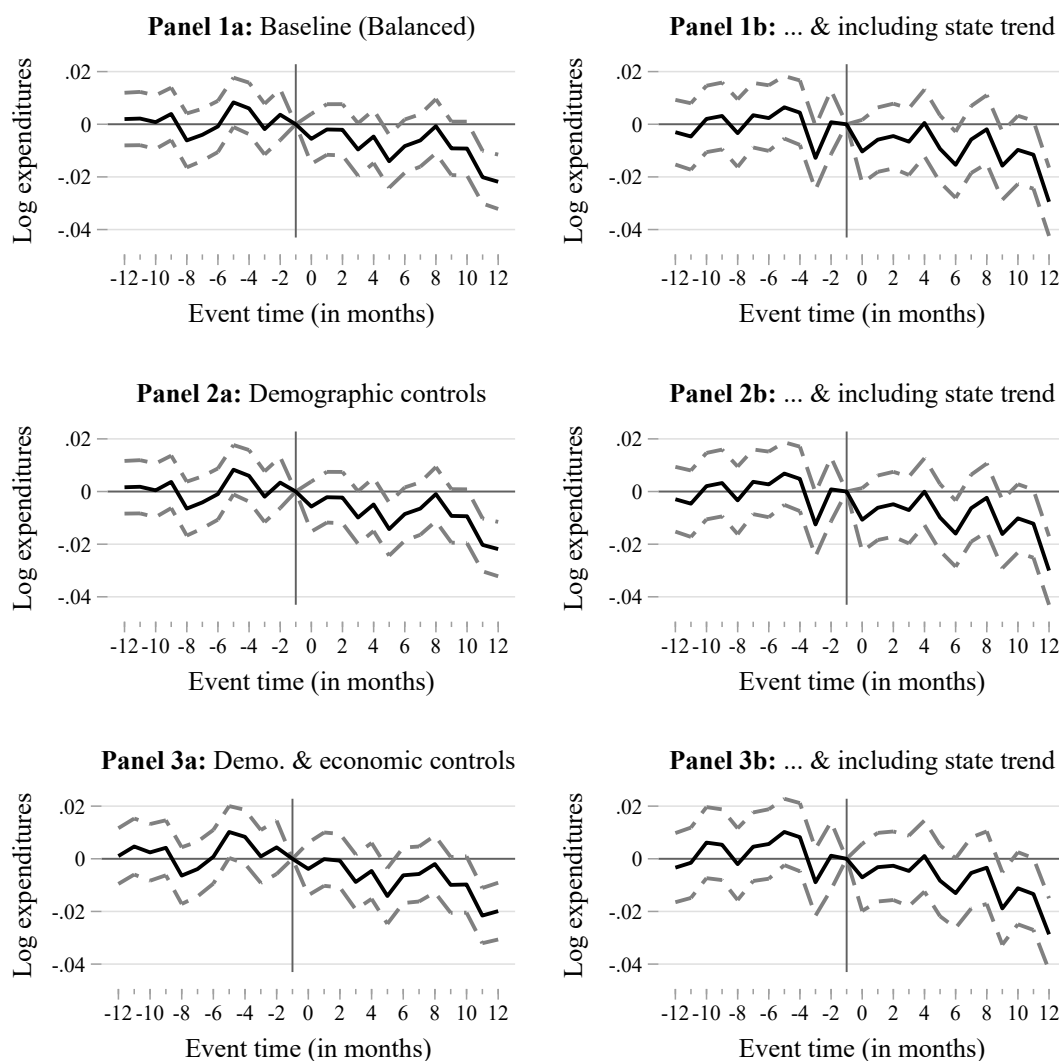 Panel 1a: Baseline (Balanced)
Log expenditures
.02
0
-.02
-.04
-12 -10 -8 -6 -4 -2 0 2 4 6 8 10 12
Event time (in months)
Panel 1b: ... & including state trend
Log expenditures
.02
0
-.02
-.04
-12 -10 -8 -6 -4 -2 0 2 4 6 8 10 12
Event time (in months)
Panel 2a: Demographic controls
Log expenditures
.02
0
-.02
-.04
-12 -10 -8 -6 -4 -2 0 2 4 6 8 10 12
Event time (in months)
Panel 2b: ... & including state trend
Log expenditures
.02
0
-.02
-.04
-12 -10 -8 -6 -4 -2 0 2 4 6 8 10 12
Event time (in months)
Panel 3a: Demo. & economic controls
Log expenditures
.02
0
-.02
-.04
-12 -10 -8 -6 -4 -2 0 2 4 6 8 10 12
Event time (in months)
Panel 3b: ... & including state trend
Log expenditures
.02
0
-.02
-.04
-12 -10 -8 -6 -4 -2 0 2 4 6 8 10 12
Event time (in months)